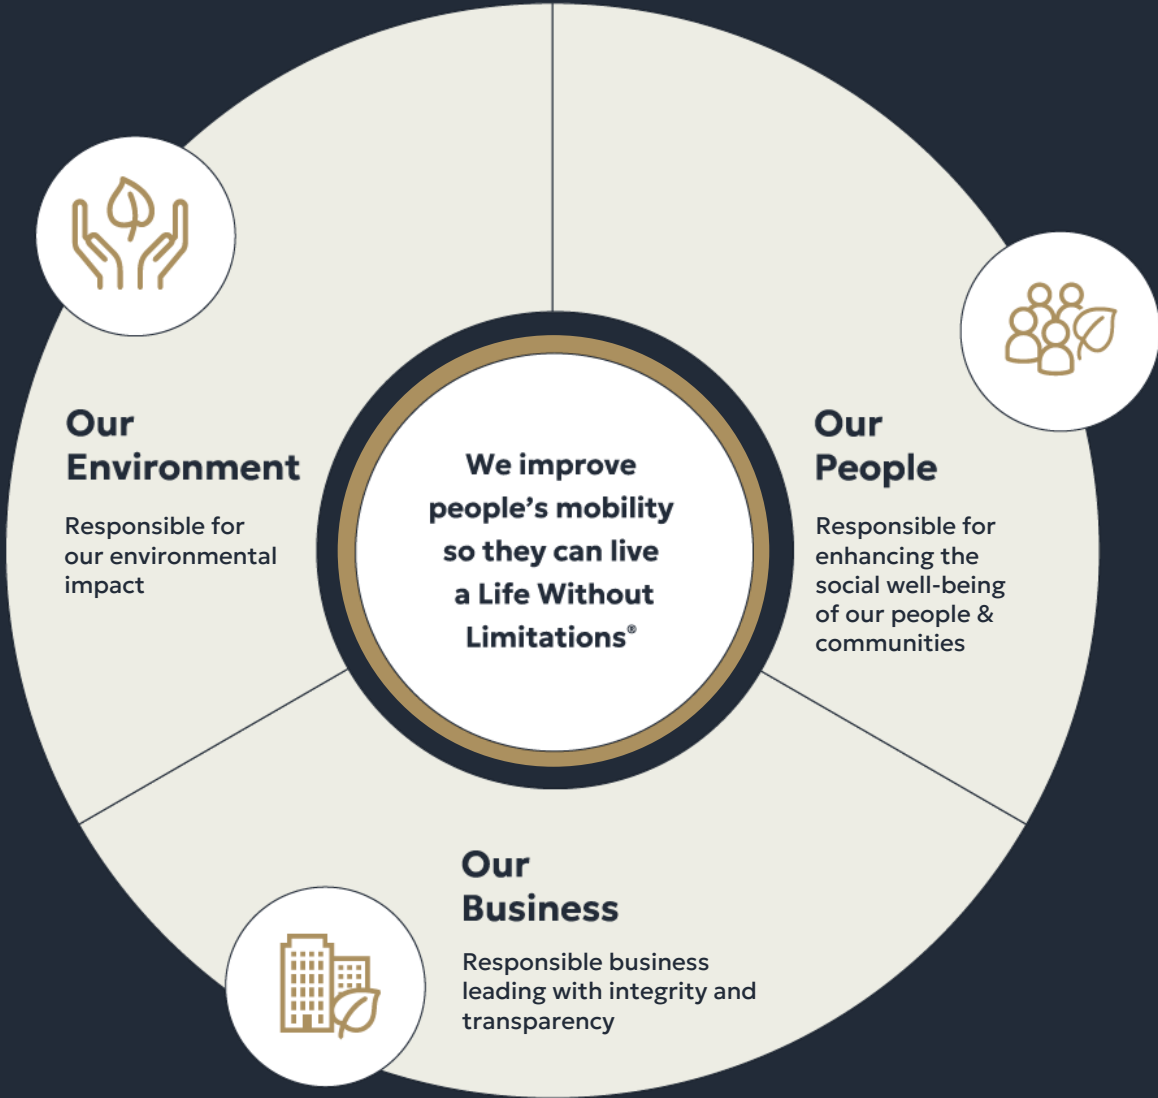 Our
Environment
Responsible for
our environmental
impact
We improve
people's mobility
so they can live
a Life Without
Limitations®
Our
People
Responsible for
enhancing the
social well-being
of our people &
communities
Our
Business
Responsible business
leading with integrity and
transparency